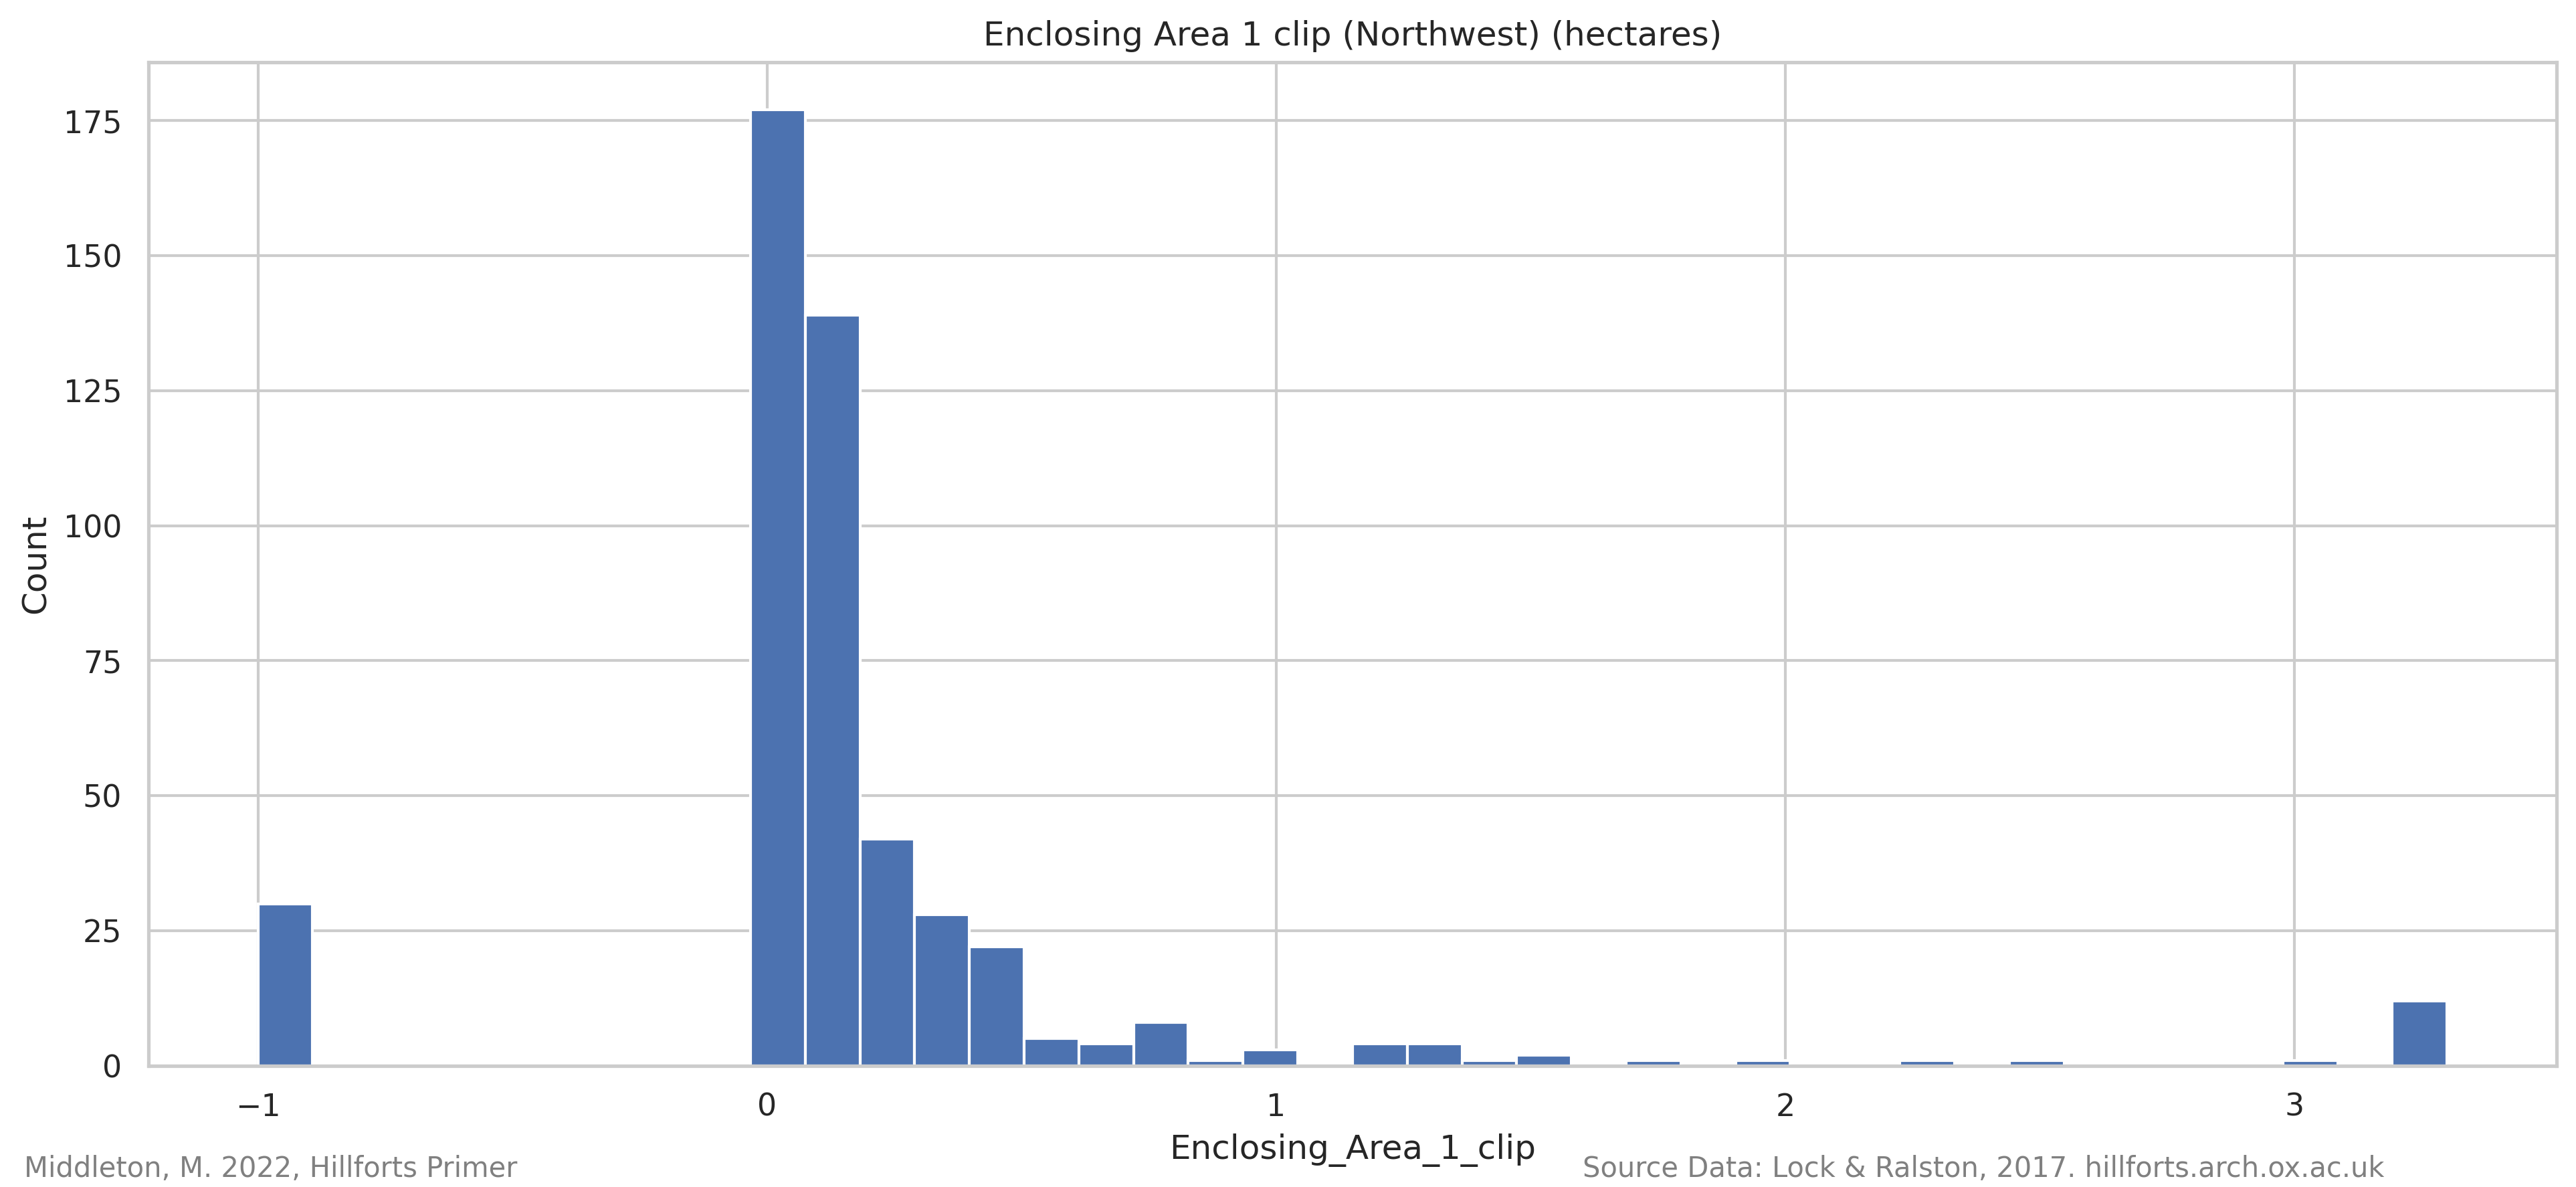 Enclosing Area 1 clip (Northwest) (hectares)
175
150
125
100
75
50
25
0
Count
−1 0 1 2 3
Enclosing_Area_1_clip
Middleton, M. 2022, Hillforts Primer
Source Data: Lock & Ralston, 2017. hillforts.arch.ox.ac.uk